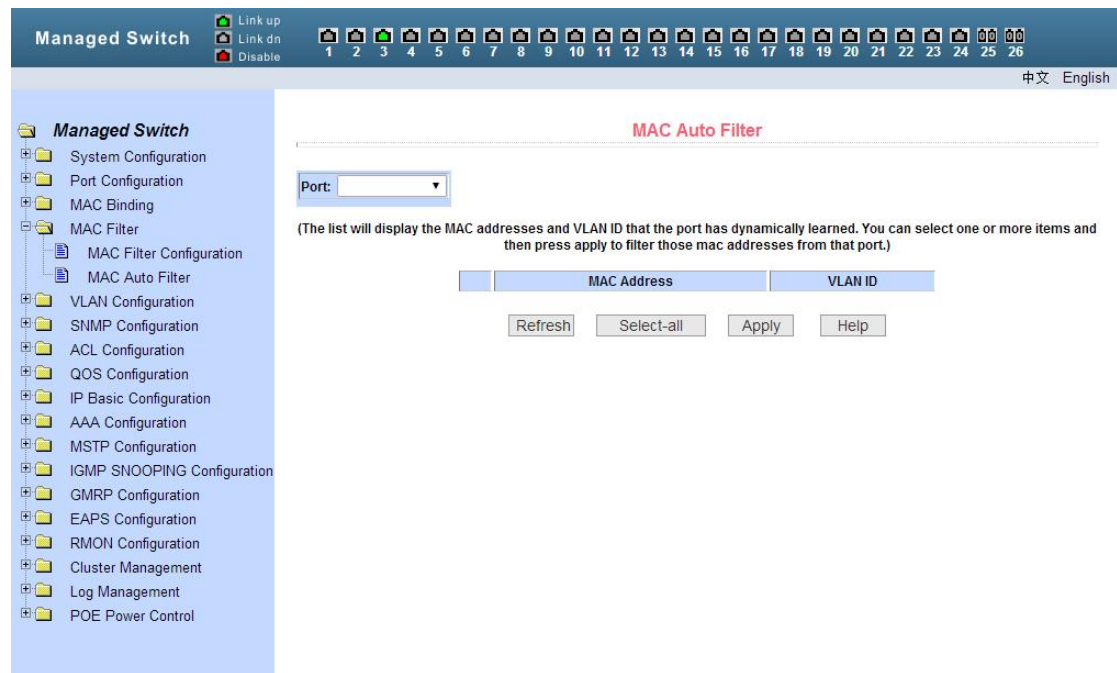 Managed Switch
Link up
Link dn
Disable
1 2 3 4 5 6 7 8 9 10 11 12 13 14 15 16 17 18 19 20 21 22 23 24 25 26
中文 English
Managed Switch
System Configuration
Port Configuration
MAC Binding
MAC Filter
MAC Filter Configuration
MAC Auto Filter
VLAN Configuration
SNMP Configuration
ACL Configuration
QOS Configuration
IP Basic Configuration
AAA Configuration
MSTP Configuration
IGMP SNOOPING Configuration
GMRP Configuration
EAPS Configuration
RMON Configuration
Cluster Management
Log Management
POE Power Control
MAC Auto Filter
Port:
(The list will display the MAC addresses and VLAN ID that the port has dynamically learned. You can select one or more items and
then press apply to filter those mac addresses from that port.)
MAC Address VLAN ID
Refresh Select-all Apply Help